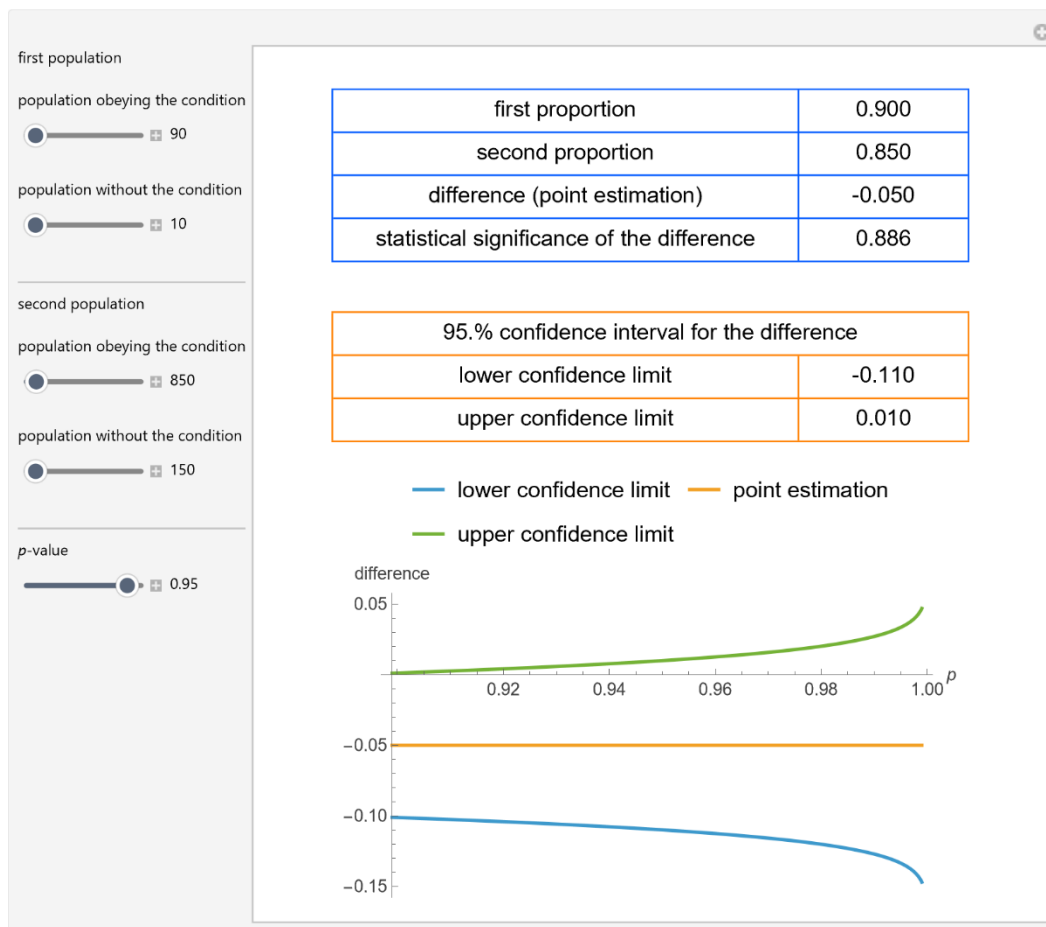 first population
population obeying the condition
90
population without the condition
10
second population
population obeying the condition
850
population without the condition
150
p-value
0.95
first proportion 0.900
second proportion 0.850
difference (point estimation) -0.050
statistical significance of the difference 0.886
95.% confidence interval for the difference
lower confidence limit -0.110
upper confidence limit 0.010
lower confidence limit point estimation
upper confidence limit
difference
0.05
0.92 0.94 0.96 0.98 1.00 p
−0.05
−0.10
−0.15